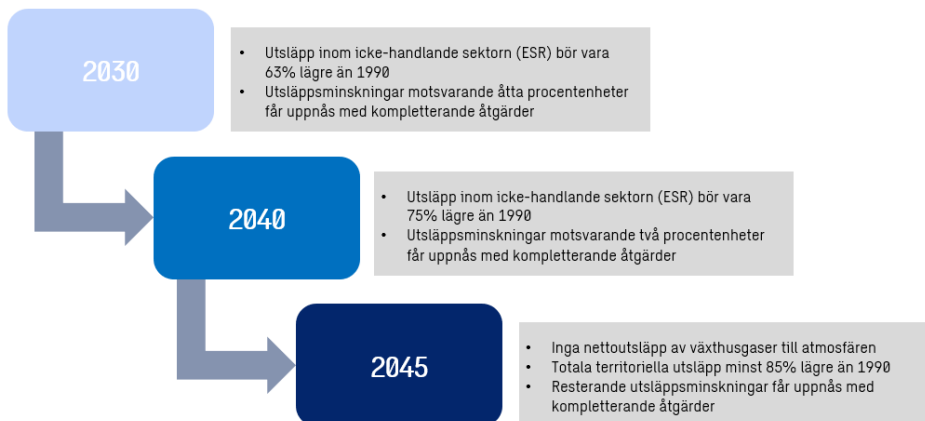 2030
• Utsläpp inom icke-handlande sektorn (ESR) bör vara
63% lägre än 1990
• Utsläppsminskningar motsvarande åtta procentenheter
får uppnås med kompletterande åtgärder
2040
• Utsläpp inom icke-handlande sektorn (ESR) bör vara
75% lägre än 1990
• Utsläppsminskningar motsvarande två procentenheter
får uppnås med kompletterande åtgärder
2045
• Inga nettoutsläpp av växthusgaser till atmosfären
• Totala territoriella utsläpp minst 85% lägre än 1990
• Resterande utsläppsminskningar får uppnås med
kompletterande åtgärder